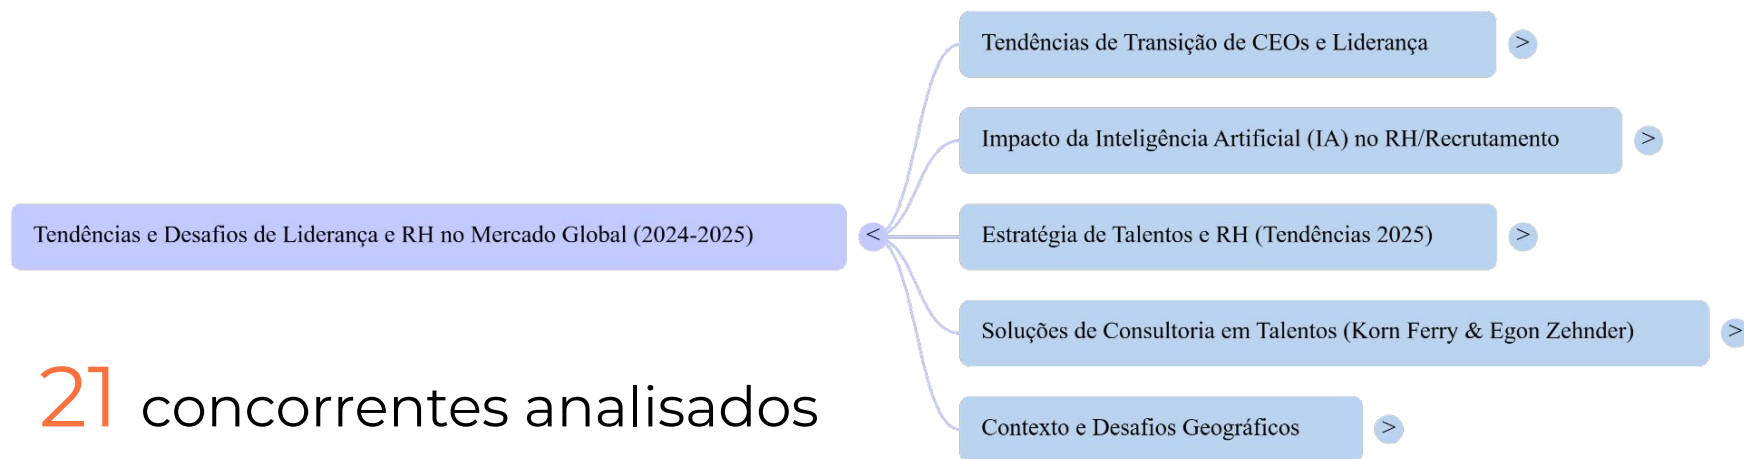 Tendências de Transição de CEOs e Liderança >
Impacto da Inteligência Artificial (IA) no RH/Recrutamento >
Tendências e Desafios de Liderança e RH no Mercado Global (2024-2025) <
Estratégia de Talentos e RH (Tendências 2025) >
Soluções de Consultoria em Talentos (Korn Ferry & Egon Zehnder) >
21 concorrentes analisados
Contexto e Desafios Geográficos >